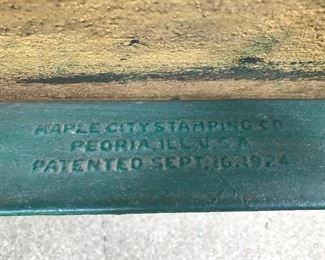 MAPLE CITY STAMPING CO
PEORIA, ILL. U.S.A
PATENTED SEPT. 16. 1924